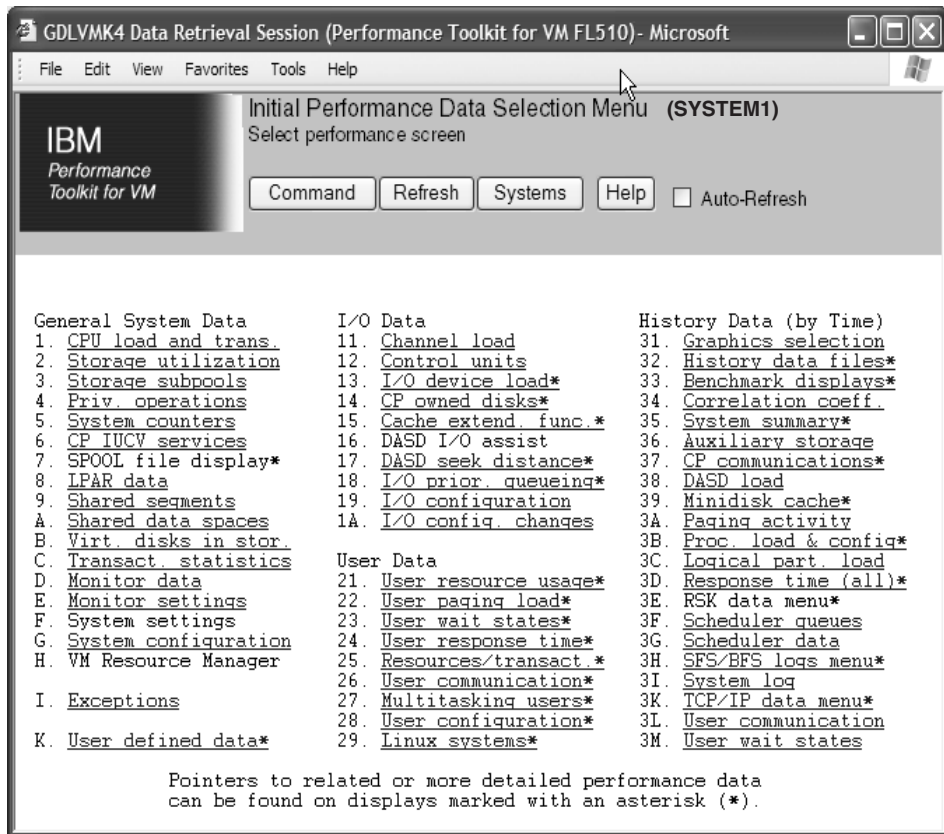 GDLVMK4 Data Retrieval Session (Performance Toolkit for VM FL510)- Microsoft
File Edit View Favorites Tools Help
IBM
Performance
Toolkit for VM
Initial Performance Data Selection Menu (SYSTEM1)
Select performance screen
Command Refresh Systems Help Auto-Refresh
General System Data
1. CPU load and trans.
2. Storage utilization
3. Storage subpools
4. Priv. operations
5. System counters
6. CP IUCV services
7. SPOOL file display*
8. LPAR data
9. Shared segments
A. Shared data spaces
B. Virt. disks in stor.
C. Transact. statistics
D. Monitor data
E. Monitor settings
F. System settings
G. System configuration
H. VM Resource Manager
I. Exceptions
K. User defined data*
I/O Data
11. Channel load
12. Control units
13. I/O device load*
14. CP owned disks*
15. Cache extend. func.*
16. DASD I/O assist
17. DASD seek distance*
18. I/O prior. queueing*
19. I/O configuration
1A. I/O config. changes
User Data
21. User resource usage*
22. User paging load*
23. User wait states*
24. User response time*
25. Resources/transact.*
26. User communication*
27. Multitasking users*
28. User configuration*
29. Linux systems*
History Data (by Time)
31. Graphics selection
32. History data files*
33. Benchmark displays*
34. Correlation coeff.
35. System summary*
36. Auxiliary storage
37. CP communications*
38. DASD load
39. Minidisk cache*
3A. Paging activity
3B. Proc. load & config*
3C. Logical part. load
3D. Response time (all)*
3E. RSK data menu*
3F. Scheduler queues
3G. Scheduler data
3H. SFS/BFS logs menu*
3I. System log
3K. TCP/IP data menu*
3L. User communication
3M. User wait states
Pointers to related or more detailed performance data
can be found on displays marked with an asterisk (*).